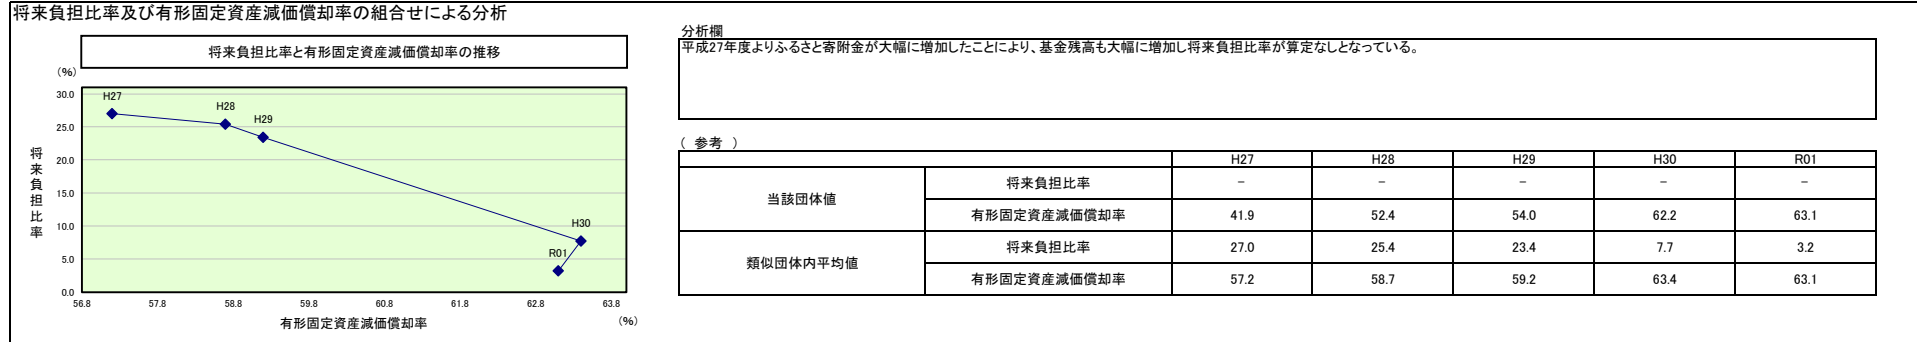 将来負担比率及び有形固定資産減価償却率の組合せによる分析
将来負担比率と有形固定資産減価償却率の推移
(%)
30.0
25.0
20.0
15.0
10.0
5.0
0.0
将来負担比率
H27
H28
H29
H30
R01
56.8 57.8 58.8 59.8 60.8 61.8 62.8 63.8
有形固定資産減価償却率
(%)
分析欄
平成27年度よりふるさと寄附金が大幅に増加したことにより、基金残高も大幅に増加し将来負担比率が算定なしとなっている。
( 参考 )
H27 H28 H29 H30 R01
当該団体値
将来負担比率 － － － － －
有形固定資産減価償却率 41.9 52.4 54.0 62.2 63.1
類似団体内平均値
将来負担比率 27.0 25.4 23.4 7.7 3.2
有形固定資産減価償却率 57.2 58.7 59.2 63.4 63.1